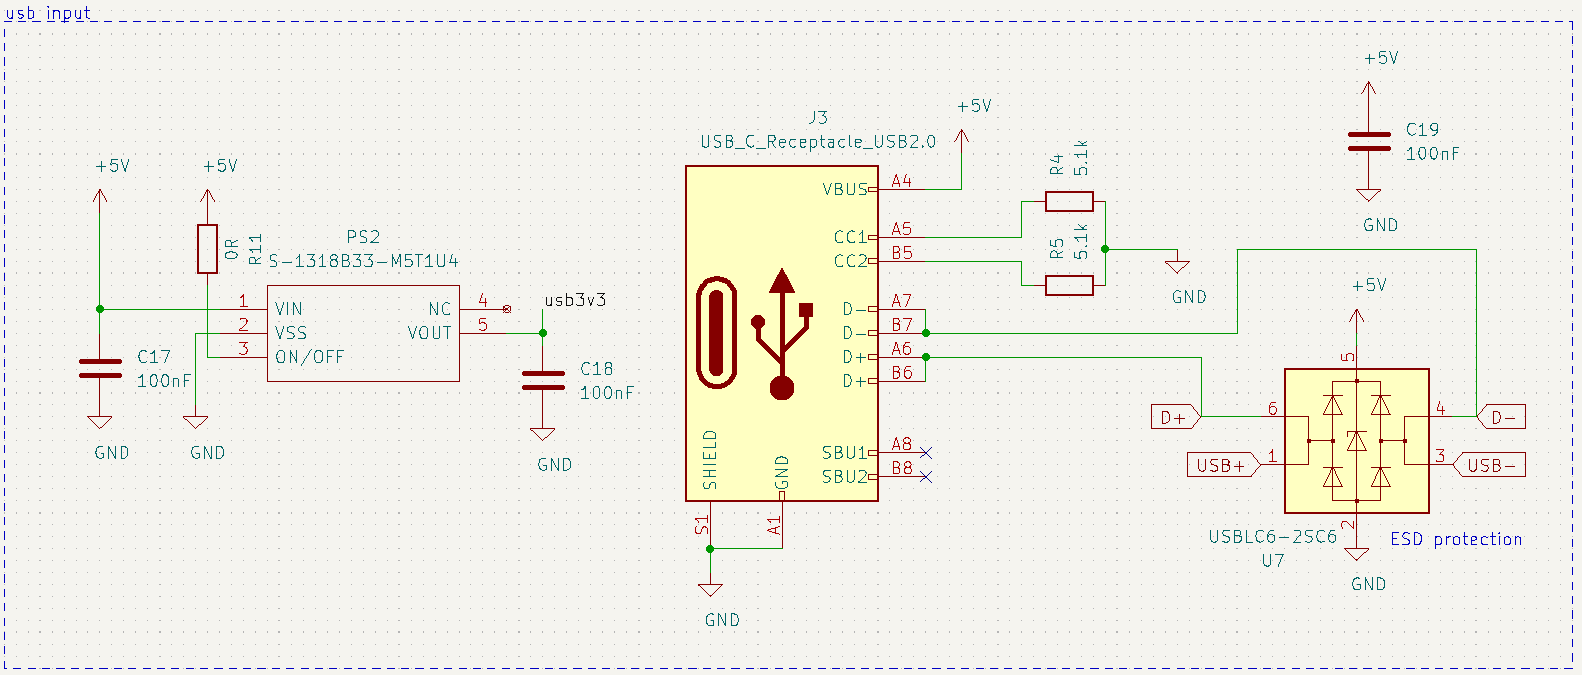 usb input
+5V
+5V
0R
R11
PS2
S-1318B33-M5T1U4
1
VIN
2
VSS
3
ON/OFF
NC
4
VOUT
5
usb3v3
C17
100nF
GND
GND
C18
100nF
GND
J3
USB_C_Receptacle_USB2.0
+5V
VBUS
A4
CC1
A5
CC2
B5
D-
A7
D-
B7
D+
A6
D+
B6
SBU1
A8
SBU2
B8
SHIELD
GND
S1
A1
GND
R4
5.1k
R5
5.1k
GND
+5V
C19
100nF
GND
+5V
5
D+
6
4
D-
USB+
1
3
USB-
2
USBLC6-2SC6
U7
ESD protection
GND